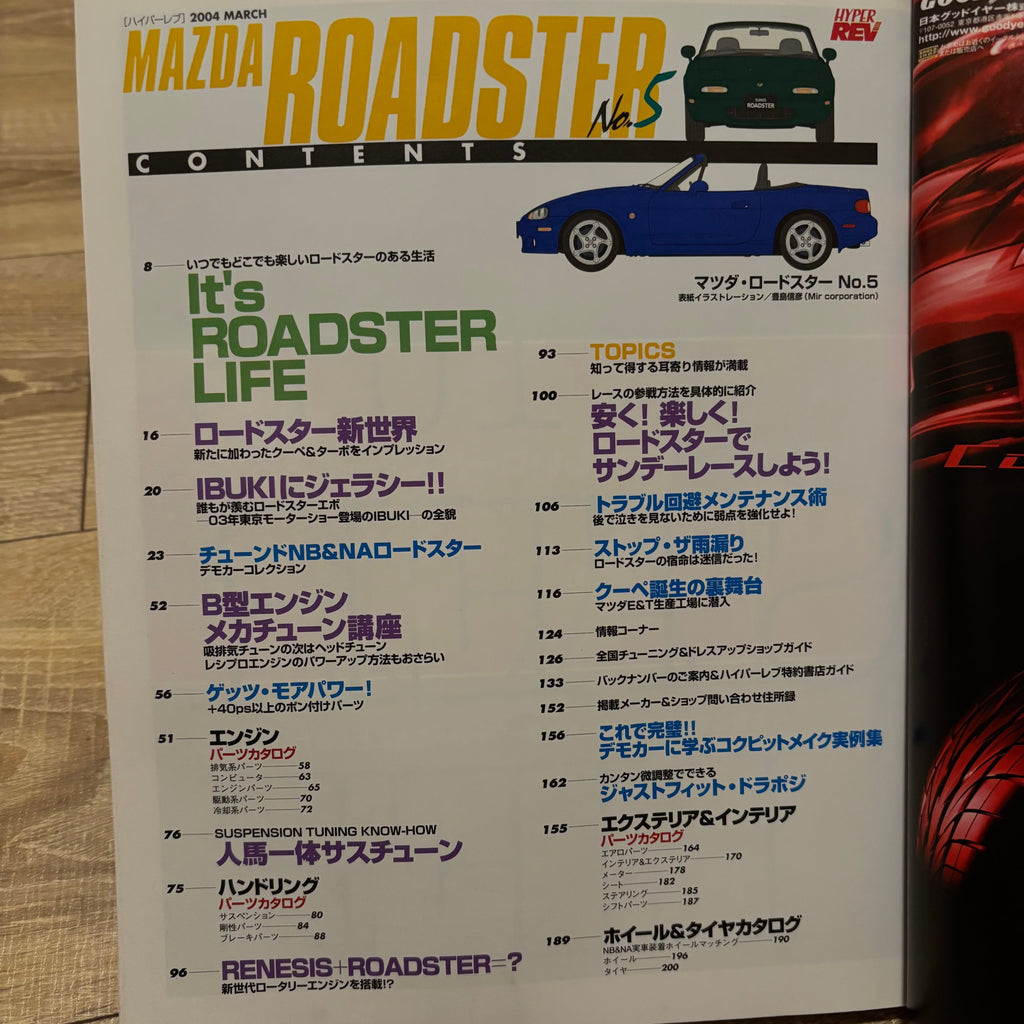 [ハイパーレブ] 2004 MARCH
MAZDA ROADSTER No.5
HYPER REV
EUNOS
ROADSTER
CONTENTS
マツダ・ロードスター No.5
表紙イラストレーション／豊島信彦 (Mir corporation)
8 いつでもどこでも楽しいロードスターのある生活
It's
ROADSTER
LIFE
16 ロードスター新世界
新たに加わったクーペ&ターボをインプレッション
20 IBUKIにジェラシー!!
誰もが羨むロードスターエボ
—03年東京モーターショー登場のIBUKI—の全貌
23 チューンドNB&NAロードスター
デモカーコレクション
52 B型エンジン
メカチューン講座
吸排気チューンの次はヘッドチューン
レシプロエンジンのパワーアップ方法もおさらい
56 ゲッツ・モアパワー!
+40ps以上のポン付けパーツ
51 エンジン
パーツカタログ
排気系パーツ 58
コンピュータ 63
エンジンパーツ 65
駆動系パーツ 70
冷却系パーツ 72
76 SUSPENSION TUNING KNOW-HOW
人馬一体サスチューン
75 ハンドリング
パーツカタログ
サスペンション 80
剛性パーツ 84
ブレーキパーツ 88
96 RENESIS+ROADSTER=?
新世代ロータリーエンジンを搭載!?
93 TOPICS
知って得する耳寄り情報が満載
100 レースの参戦方法を具体的に紹介
安く! 楽しく!
ロードスターで
サンデーレースしよう!
106 トラブル回避メンテナンス術
後で泣きを見ないために弱点を強化せよ!
113 ストップ・ザ雨漏り
ロードスターの宿命は迷信だった!
116 クーペ誕生の裏舞台
マツダE&T生産工場に潜入
124 情報コーナー
126 全国チューニング&ドレスアップショップガイド
133 バックナンバーのご案内&ハイパーレブ特約書店ガイド
152 掲載メーカー&ショップ問い合わせ住所録
156 これで完璧!!
デモカーに学ぶコクピットメイク実例集
162 カンタン微調整でできる
ジャストフィット・ドラポジ
155 エクステリア&インテリア
パーツカタログ
エアロパーツ 164
インテリア&エクステリア 170
メーター 178
シート 182
ステアリング 185
シフトパーツ 187
189 ホイール&タイヤカタログ
NB&NA実車装着ホイールマッチング 190
ホイール 196
タイヤ 200
日本グッドイヤー株式
〒107-0052 東京都港区赤
http://www.goodye